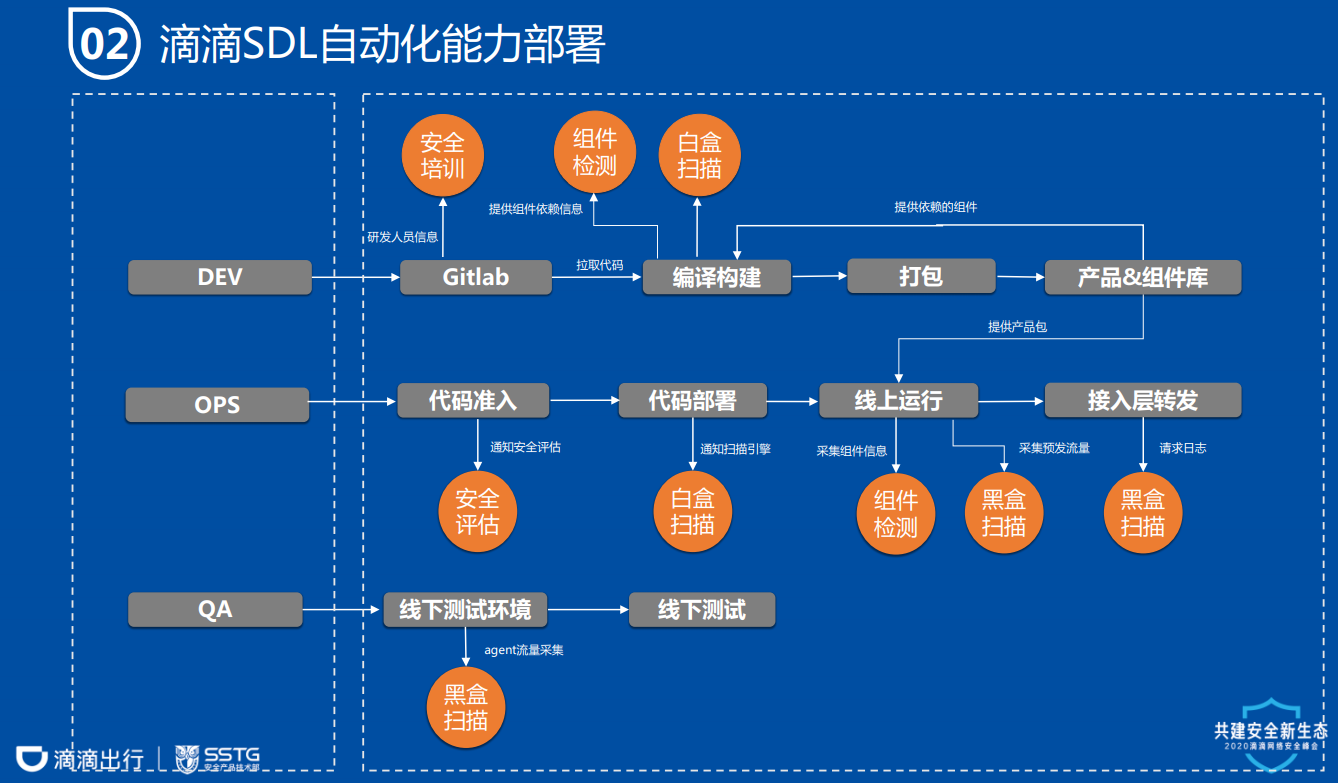 02 滴滴SDL自动化能力部署
安全
培训
组件
检测
白盒
扫描
研发人员信息
提供组件依赖信息
提供依赖的组件
拉取代码
DEV
Gitlab
编译构建
打包
产品&组件库
提供产品包
OPS
代码准入
代码部署
线上运行
接入层转发
通知安全评估
通知扫描引擎
采集组件信息
采集预发流量
请求日志
安全
评估
白盒
扫描
组件
检测
黑盒
扫描
黑盒
扫描
QA
线下测试环境
线下测试
agent流量采集
黑盒
扫描
滴滴出行
SSTG
安全产品技术部
共建安全新生态
2020滴滴网络安全峰会